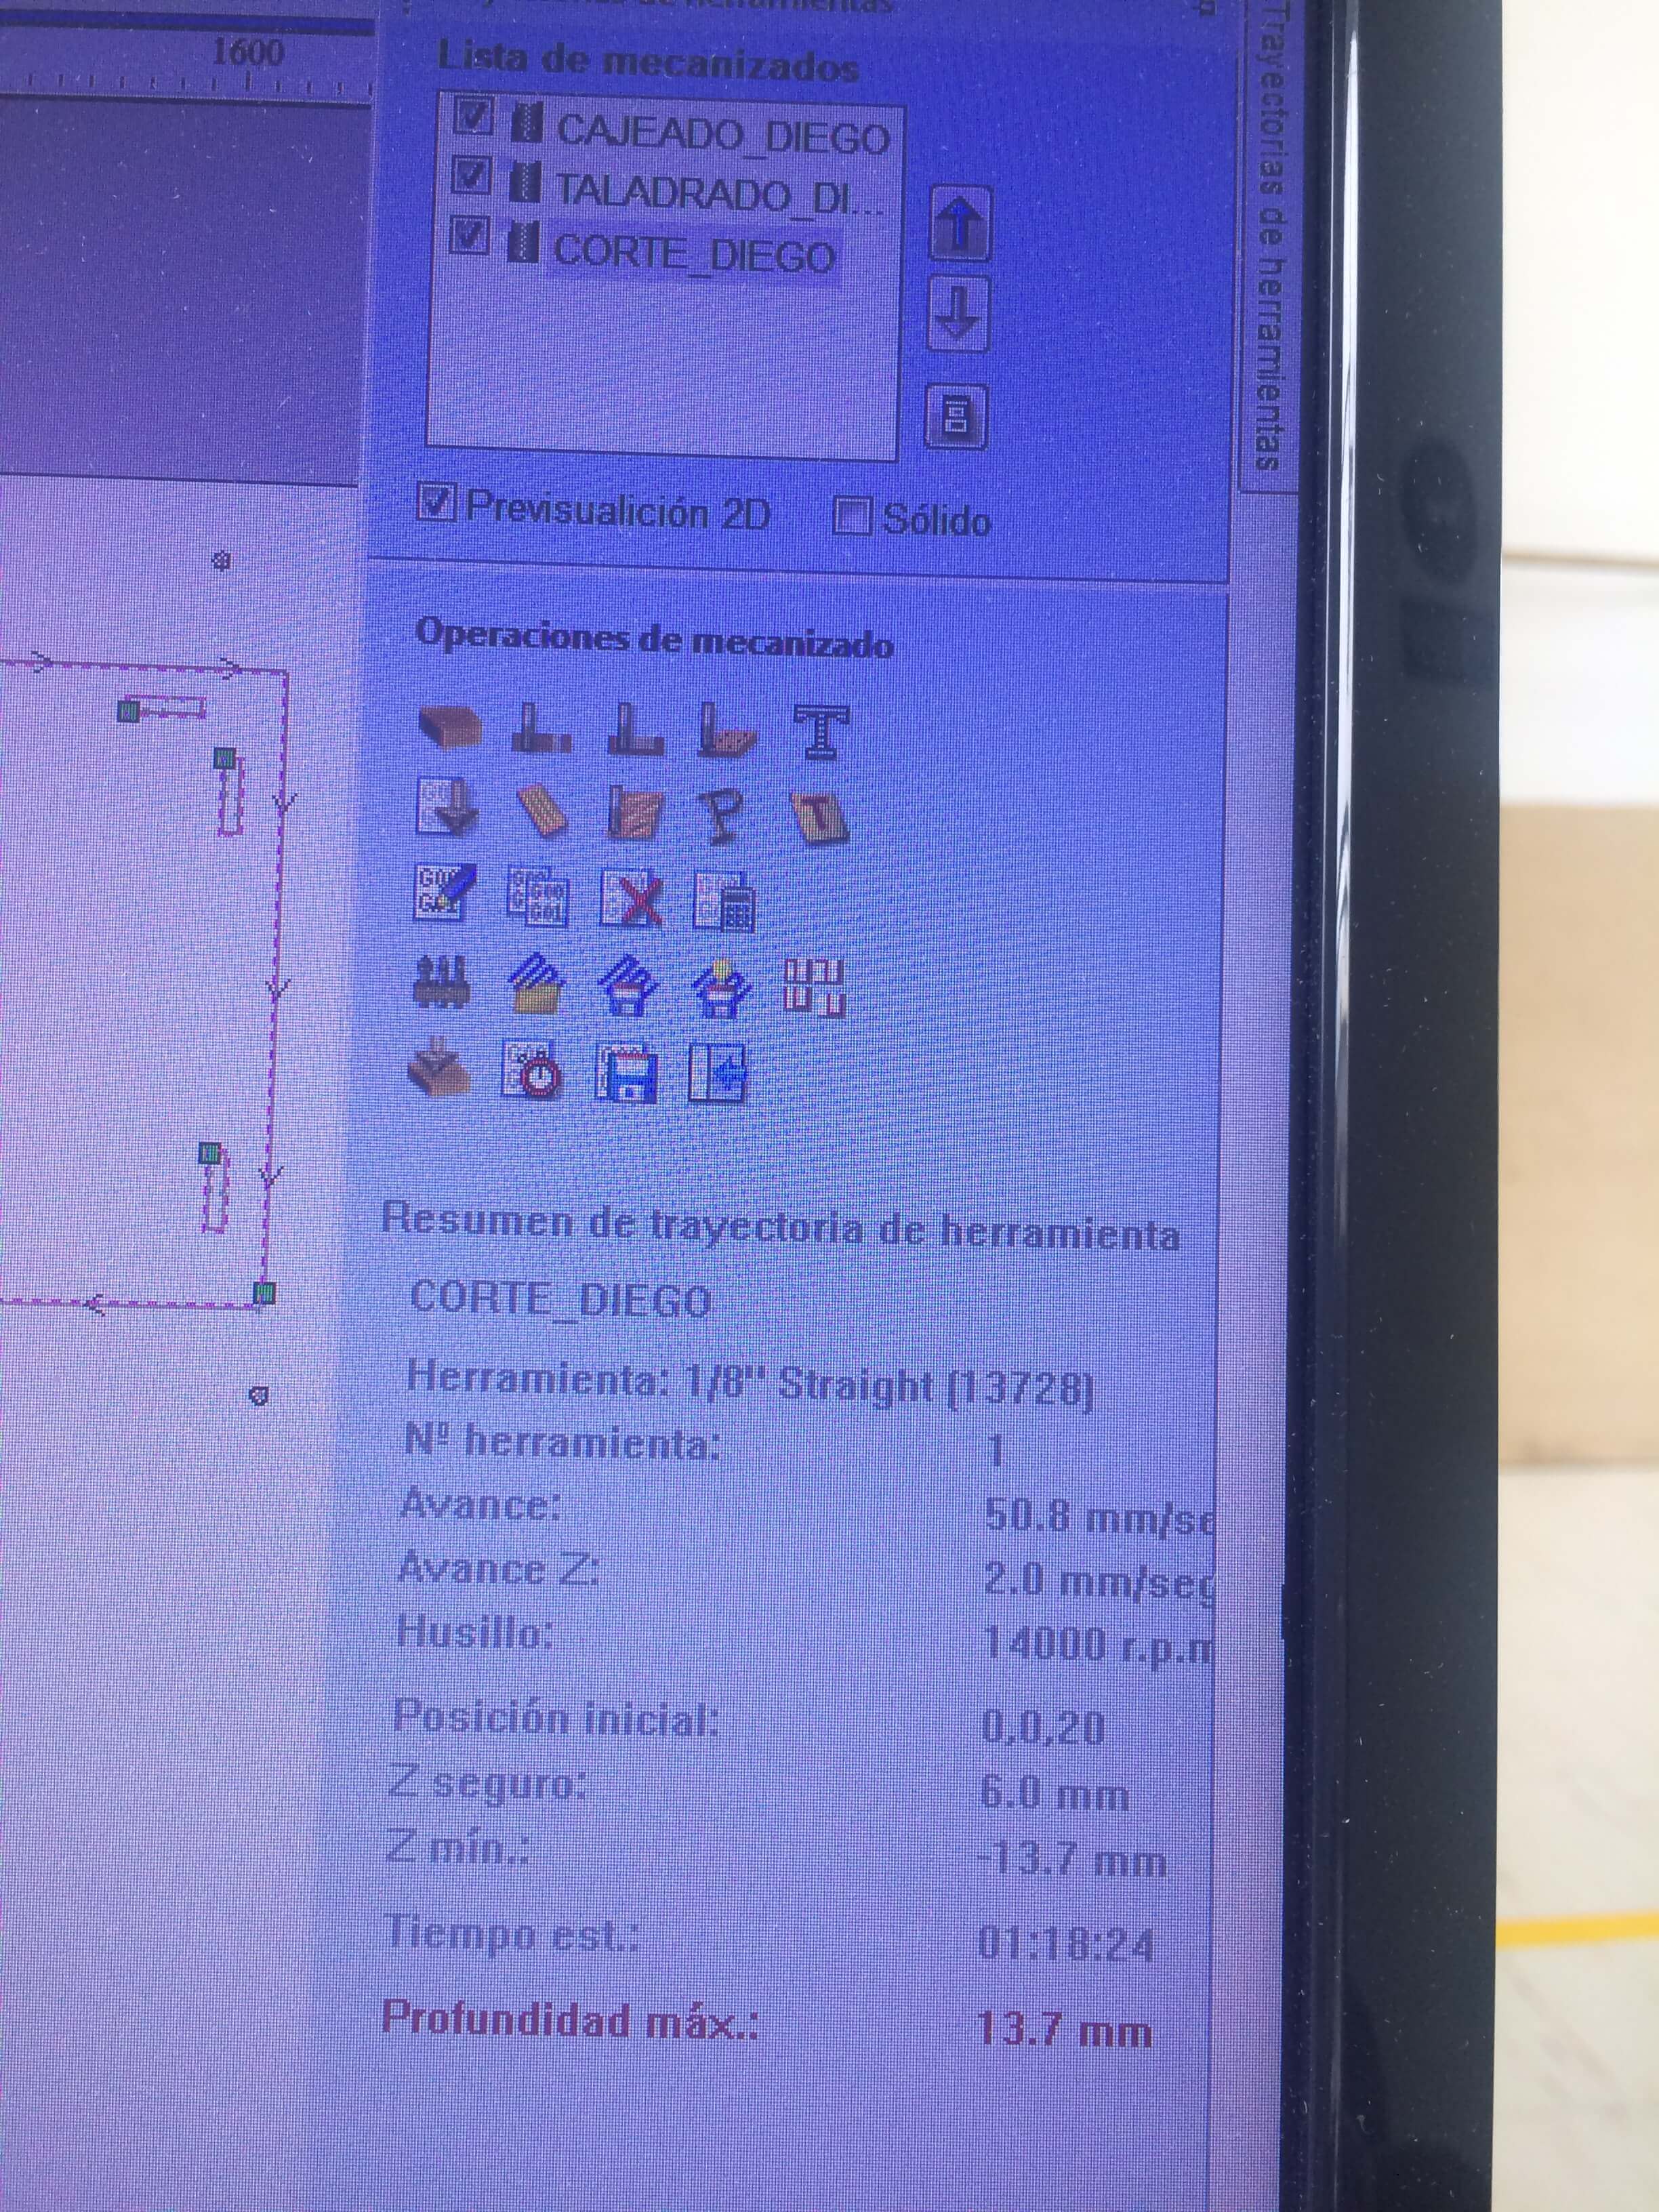 1600
Lista de mecanizados
CAJEADO_DIEGO
TALADRADO_DI...
CORTE_DIEGO
Previsualición 2D
Sólido
Trayectorias de herramientas
Operaciones de mecanizado
Resumen de trayectoria de herramienta
CORTE_DIEGO
Herramienta: 1/8" Straight (13728)
Nº herramienta: 1
Avance: 50.8 mm/se
Avance Z: 2.0 mm/seg
Husillo: 14000 r.p.m
Posición inicial: 0,0,20
Z seguro: 6.0 mm
Z mín.: -13.7 mm
Tiempo est.: 01:18:24
Profundidad máx.: 13.7 mm